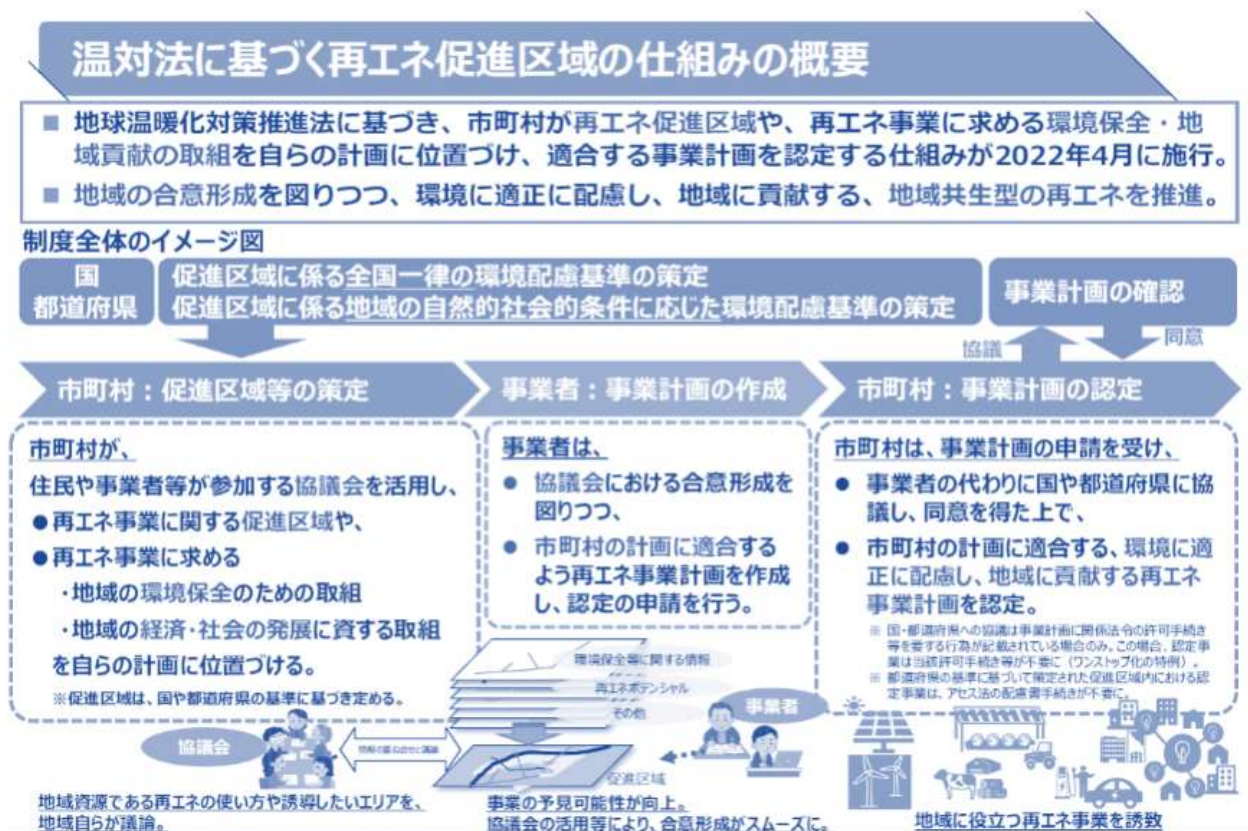 温対法に基づく再エネ促進区域の仕組みの概要
■ 地球温暖化対策推進法に基づき、市町村が再エネ促進区域や、再エネ事業に求める環境保全・地
域貢献の取組を自らの計画に位置づけ、適合する事業計画を認定する仕組みが2022年4月に施行。
■ 地域の合意形成を図りつつ、環境に適正に配慮し、地域に貢献する、地域共生型の再エネを推進。
制度全体のイメージ図
国
都道府県
促進区域に係る全国一律の環境配慮基準の策定
促進区域に係る地域の自然的社会的条件に応じた環境配慮基準の策定
事業計画の確認
協議
同意
市町村:促進区域等の策定
市町村が、
住民や事業者等が参加する協議会を活用し、
●再エネ事業に関する促進区域や、
●再エネ事業に求める
・地域の環境保全のための取組
・地域の経済・社会の発展に資する取組
を自らの計画に位置づける。
※促進区域は、国や都道府県の基準に基づき定める。
事業者:事業計画の作成
事業者は、
● 協議会における合意形成を
図りつつ、
● 市町村の計画に適合する
よう再エネ事業計画を作成
し、認定の申請を行う。
市町村:事業計画の認定
市町村は、事業計画の申請を受け、
● 事業者の代わりに国や都道府県に協
議し、同意を得た上で、
● 市町村の計画に適合する、環境に適
正に配慮し、地域に貢献する再エネ
事業計画を認定。
※ 国・都道府県への協議は事業計画に関係法令の許可手続き
等を要する行為が記載されている場合のみ。この場合、認定事
業は当該許可手続き等が不要に(ワンストップ化の特例)。
※ 都道府県の基準に基づいて策定された促進区域内における認
定事業は、アセス法の配慮書手続きが不要に。
協議会
情報の重ね合せと議論
環境保全等に関する情報
再エネポテンシャル
その他
促進区域
事業者
地域資源である再エネの使い方や誘導したいエリアを、
地域自らが議論。
事業の予見可能性が向上。
協議会の活用等により、合意形成がスムーズに。
地域に役立つ再エネ事業を誘致